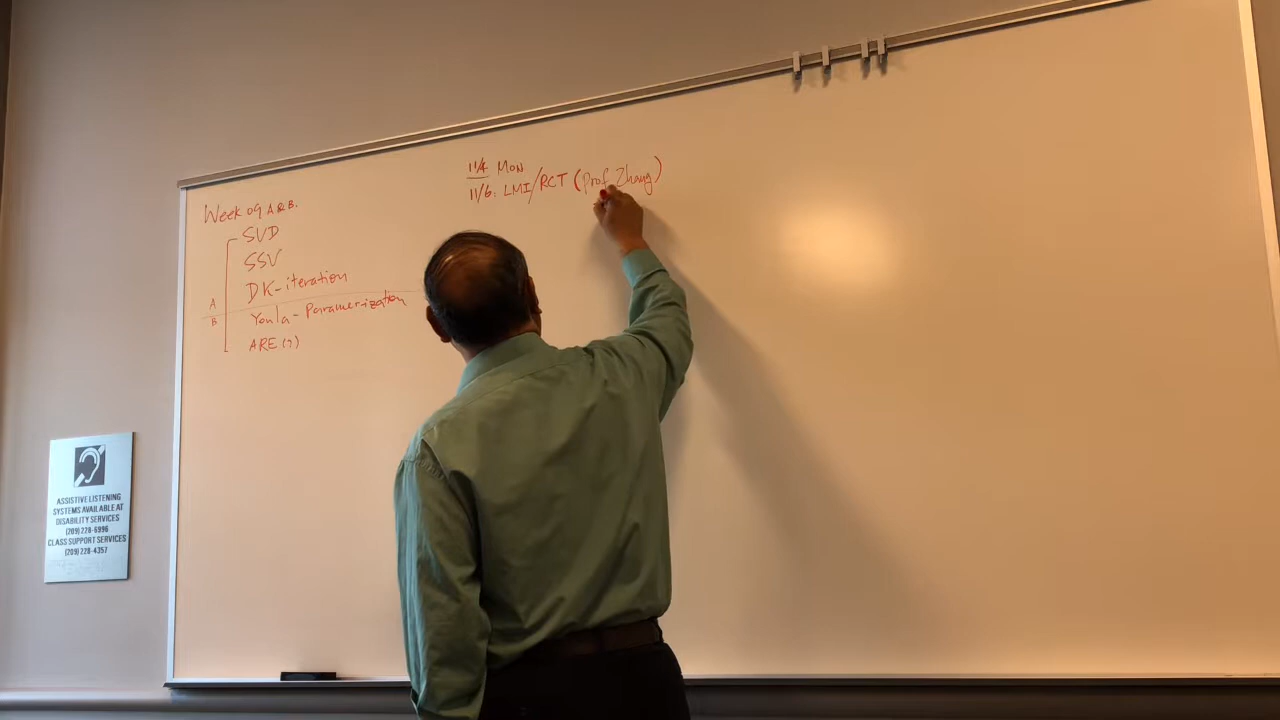 Week 09 A&B.
SVD
SSV
DK-iteration
A
B
Youla-Paramerization
ARE(?)
11/4 Mon
11/6: LMI/RCT (Prof Zhang)
ASSISTIVE LISTENING
SYSTEMS AVAILABLE AT
DISABILITY SERVICES
(209) 228-6996
CLASS SUPPORT SERVICES
(209) 228-4357